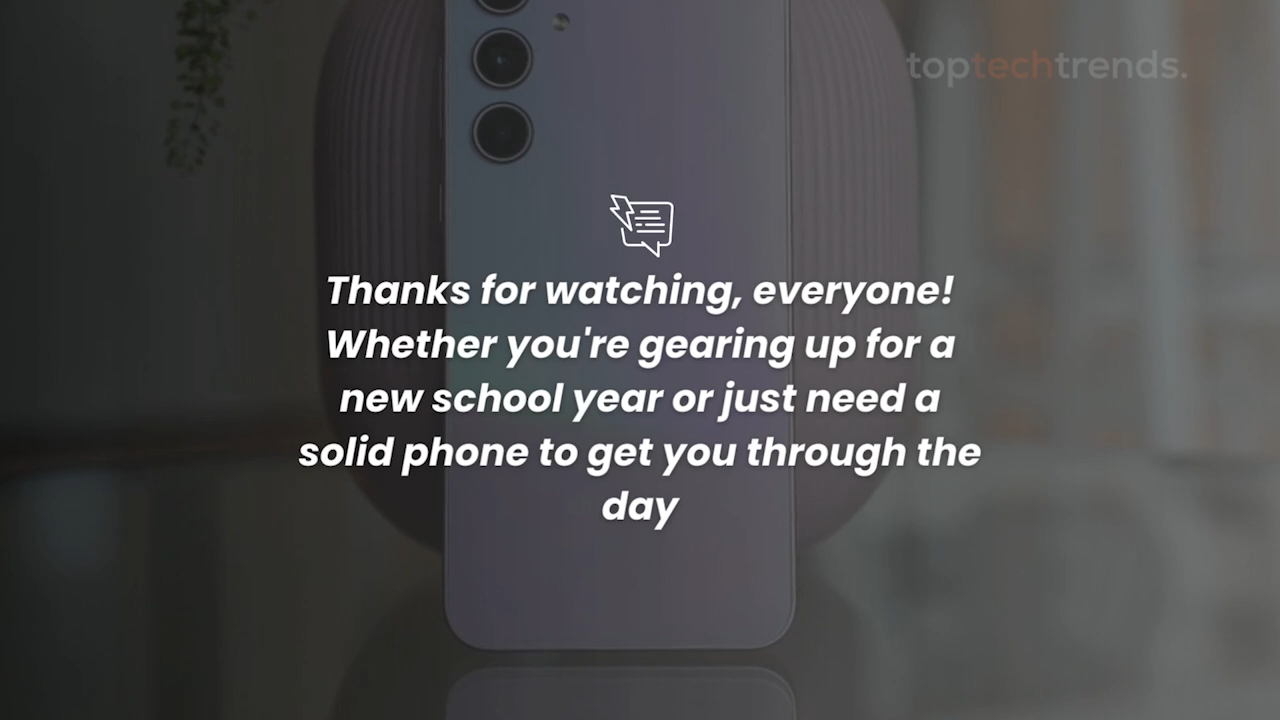 toptechtrends.
Thanks for watching, everyone!
Whether you're gearing up for a
new school year or just need a
solid phone to get you through the
day